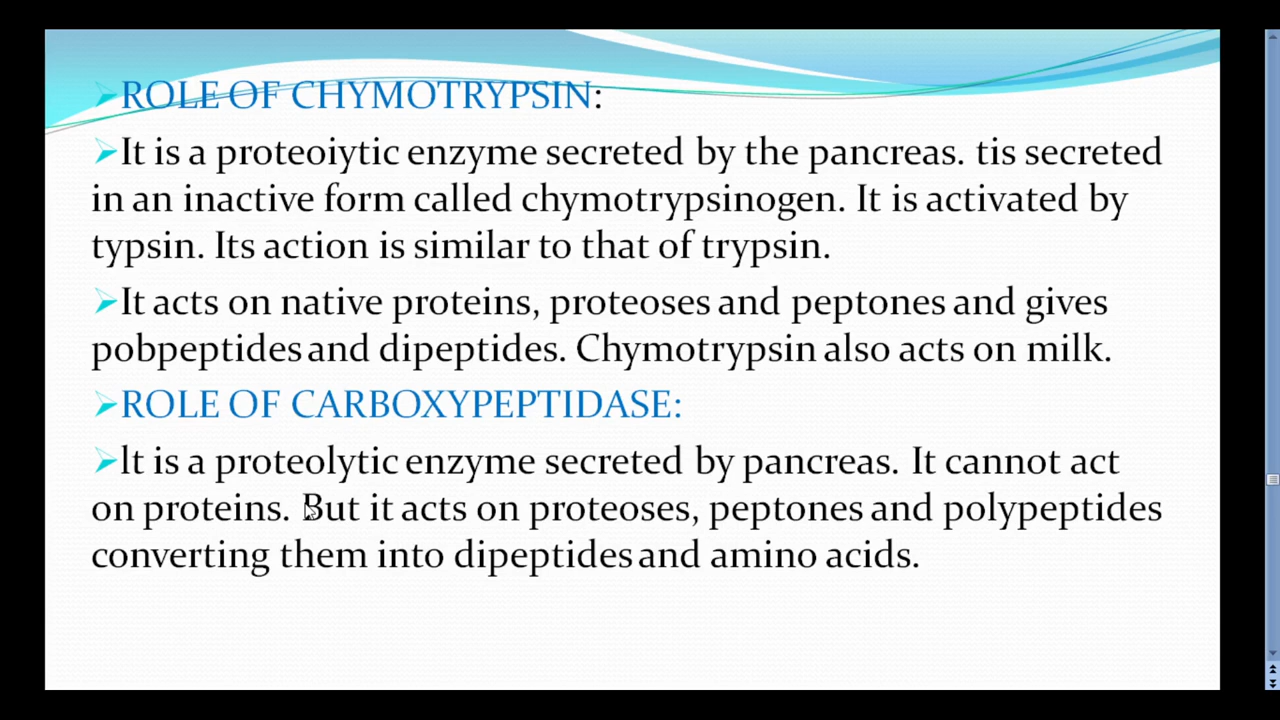 ROLE OF CHYMOTRYPSIN:
It is a proteoiytic enzyme secreted by the pancreas. tis secreted
in an inactive form called chymotrypsinogen. It is activated by
typsin. Its action is similar to that of trypsin.
It acts on native proteins, proteoses and peptones and gives
pobpeptides and dipeptides. Chymotrypsin also acts on milk.
ROLE OF CARBOXYPEPTIDASE:
lt is a proteolytic enzyme secreted by pancreas. It cannot act
on proteins. But it acts on proteoses, peptones and polypeptides
converting them into dipeptides and amino acids.